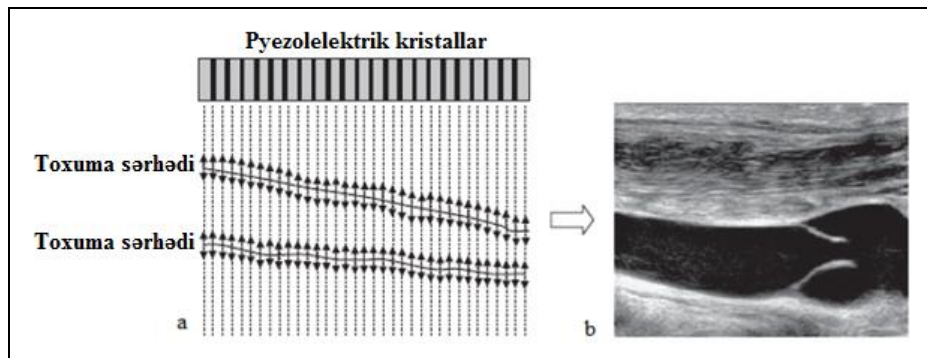 Pyezolelektrik kristallar
Toxuma sərhədi
Toxuma sərhədi
a
b